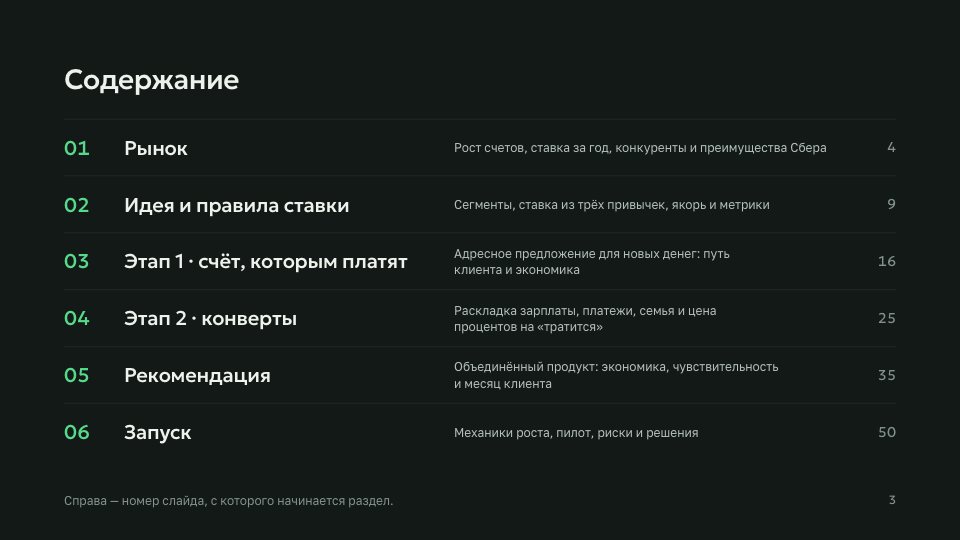 Содержание
01 Рынок Рост счетов, ставка за год, конкуренты и преимущества Сбера 4
02 Идея и правила ставки Сегменты, ставка из трёх привычек, якорь и метрики 9
03 Этап 1 · счёт, которым платят Адресное предложение для новых денег: путь
клиента и экономика 16
04 Этап 2 · конверты Раскладка зарплаты, платежи, семья и цена
процентов на «тратится» 25
05 Рекомендация Объединённый продукт: экономика, чувствительность
и месяц клиента 35
06 Запуск Механики роста, пилот, риски и решения 50
Справа — номер слайда, с которого начинается раздел. 3